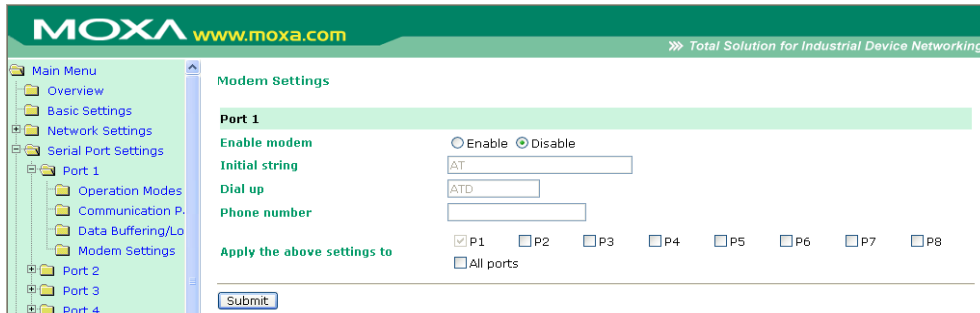 MOXA www.moxa.com
Total Solution for Industrial Device Networking
Main Menu
Overview
Basic Settings
Network Settings
Serial Port Settings
Port 1
Operation Modes
Communication P
Data Buffering/Lo
Modem Settings
Port 2
Port 3
Port 4
Modem Settings
Port 1
Enable modem Enable Disable
Initial string AT
Dial up ATD
Phone number
Apply the above settings to P1 P2 P3 P4 P5 P6 P7 P8
All ports
Submit